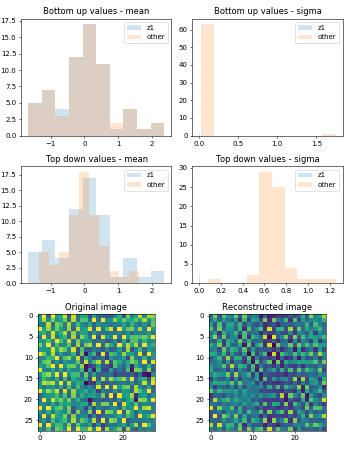 Bottom up values - mean
17.5
15.0
12.5
10.0
7.5
5.0
2.5
0.0
−1 0 1 2
z1
other
Bottom up values - sigma
60
50
40
30
20
10
0
0.0 0.5 1.0 1.5
z1
other
Top down values - mean
17.5
15.0
12.5
10.0
7.5
5.0
2.5
0.0
−1 0 1 2
z1
other
Top down values - sigma
30
25
20
15
10
5
0
0.0 0.2 0.4 0.6 0.8 1.0 1.2
z1
other
Original image
0
5
10
15
20
25
0 10 20
Reconstructed image
0
5
10
15
20
25
0 10 20